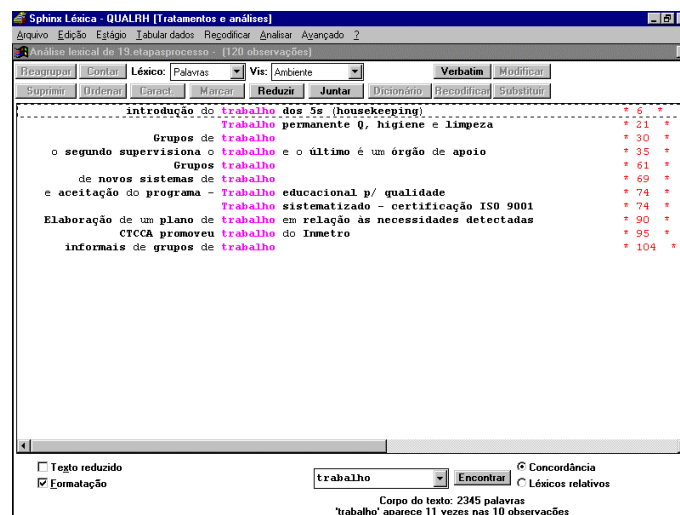 Sphinx Léxica - QUALRH [Tratamentos e análises]
Arquivo Edição Estágio Tabular dados Recodificar Analisar Avançado ?
Análise lexical de 19.etapasprocesso - (120 observações)
Reagrupar Contar Léxico: Palavras Vis: Ambiente Verbatim Modificar
Suprimir Ordenar Caract. Marcar Reduzir Juntar Dicionário Recodificar Substituir
introdução do trabalho dos 5s (housekeeping) * 6 *
Trabalho permanente Q, higiene e limpeza * 21 *
Grupos de trabalho * 30 *
o segundo supervisiona o trabalho e o último é um órgão de apoio * 35 *
Grupos trabalho * 61 *
de novos sistemas de trabalho * 69 *
e aceitação do programa - Trabalho educacional p/ qualidade * 74 *
Trabalho sistematizado - certificação ISO 9001 * 74 *
Elaboração de um plano de trabalho em relação às necessidades detectadas * 90 *
CTCCA promoveu trabalho do Inmetro * 95 *
informais de grupos de trabalho * 104 *
Texto reduzido
Formatação
trabalho Encontrar
Concordância
Léxicos relativos
Corpo do texto: 2345 palavras
'trabalho' aparece 11 vezes nas 10 observações